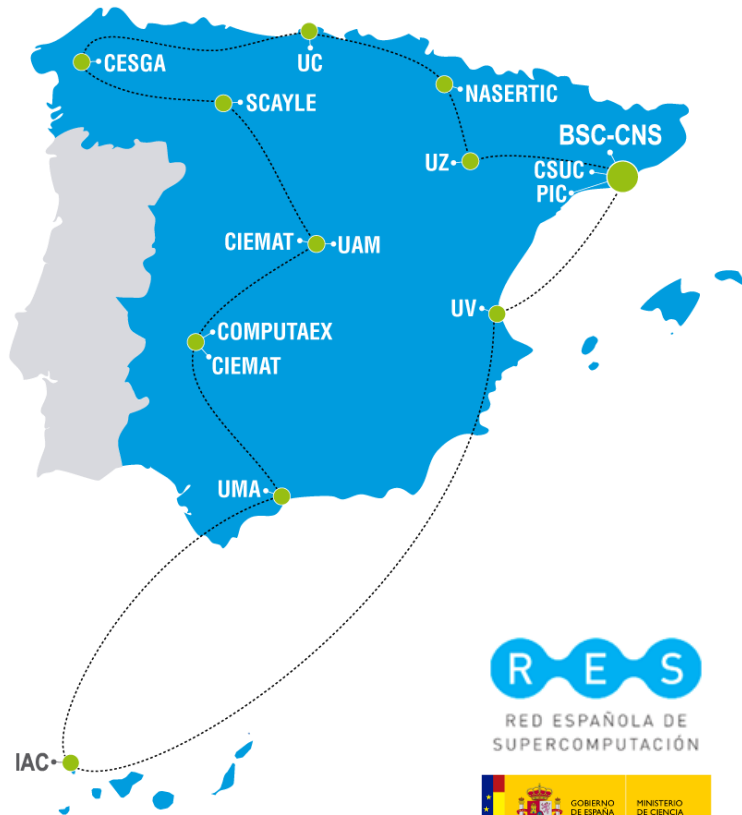 CESGA
UC
SCAYLE
NASERTIC
BSC-CNS
UZ
CSUC
PIC
CIEMAT
UAM
UV
COMPUTAEX
CIEMAT
UMA
IAC
RES
RED ESPAÑOLA DE
SUPERCOMPUTACIÓN
GOBIERNO
DE ESPAÑA
MINISTERIO
DE CIENCIA